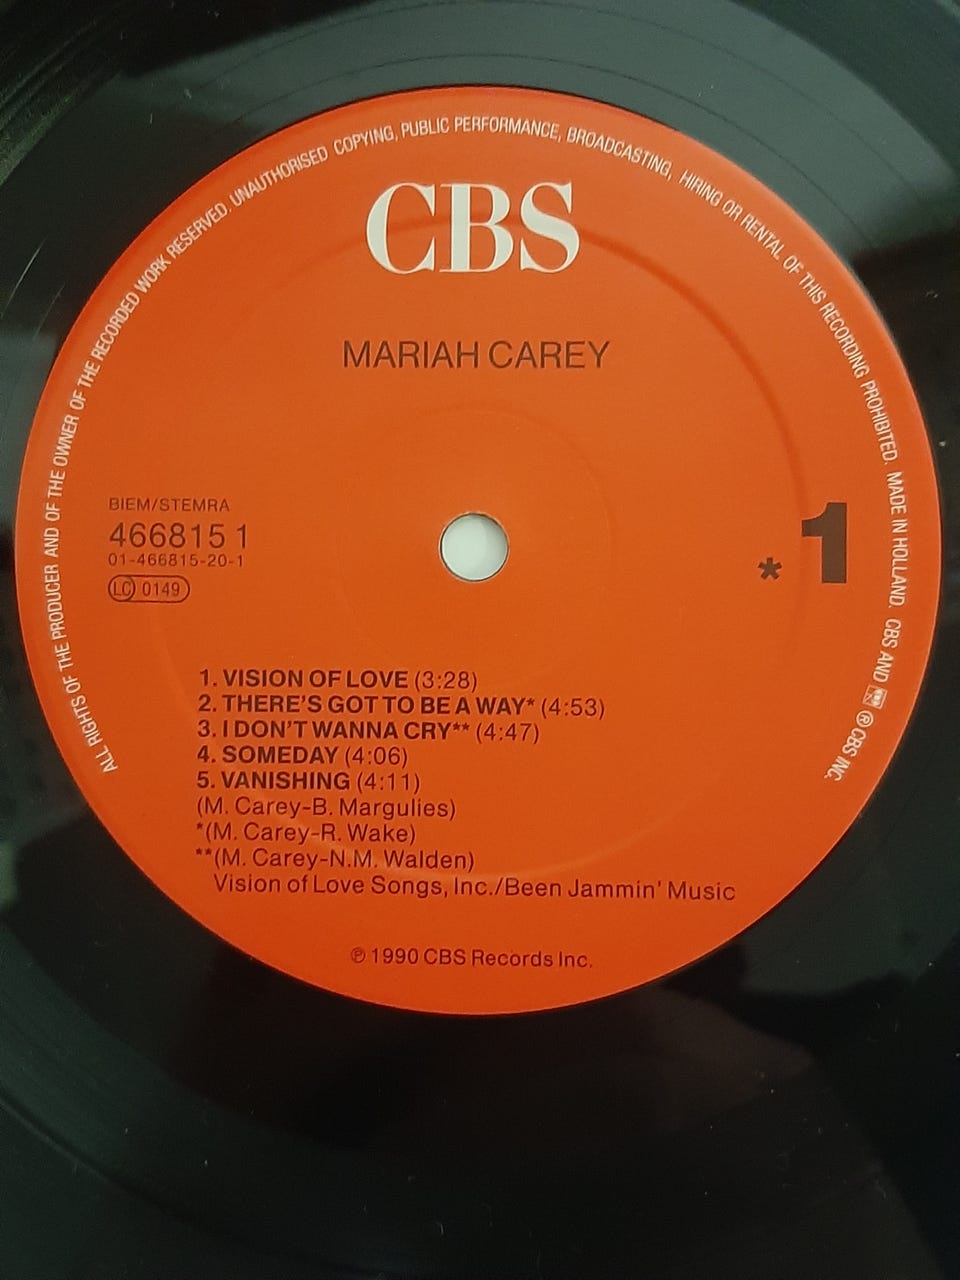 ALL RIGHTS OF THE PRODUCER AND OF THE OWNER OF THE RECORDED WORK RESERVED. UNAUTHORISED COPYING, PUBLIC PERFORMANCE, BROADCASTING, HIRING OR RENTAL OF THIS RECORDING PROHIBITED. MADE IN HOLLAND. CBS AND ® CBS INC.
CBS
MARIAH CAREY
BIEM/STEMRA
466815 1
01-466815-20-1
LC 0149
* 1
1. VISION OF LOVE (3:28)
2. THERE'S GOT TO BE A WAY* (4:53)
3. I DON'T WANNA CRY** (4:47)
4. SOMEDAY (4:06)
5. VANISHING (4:11)
(M. Carey-B. Margulies)
*(M. Carey-R. Wake)
**(M. Carey-N.M. Walden)
Vision of Love Songs, Inc./Been Jammin' Music
℗ 1990 CBS Records Inc.